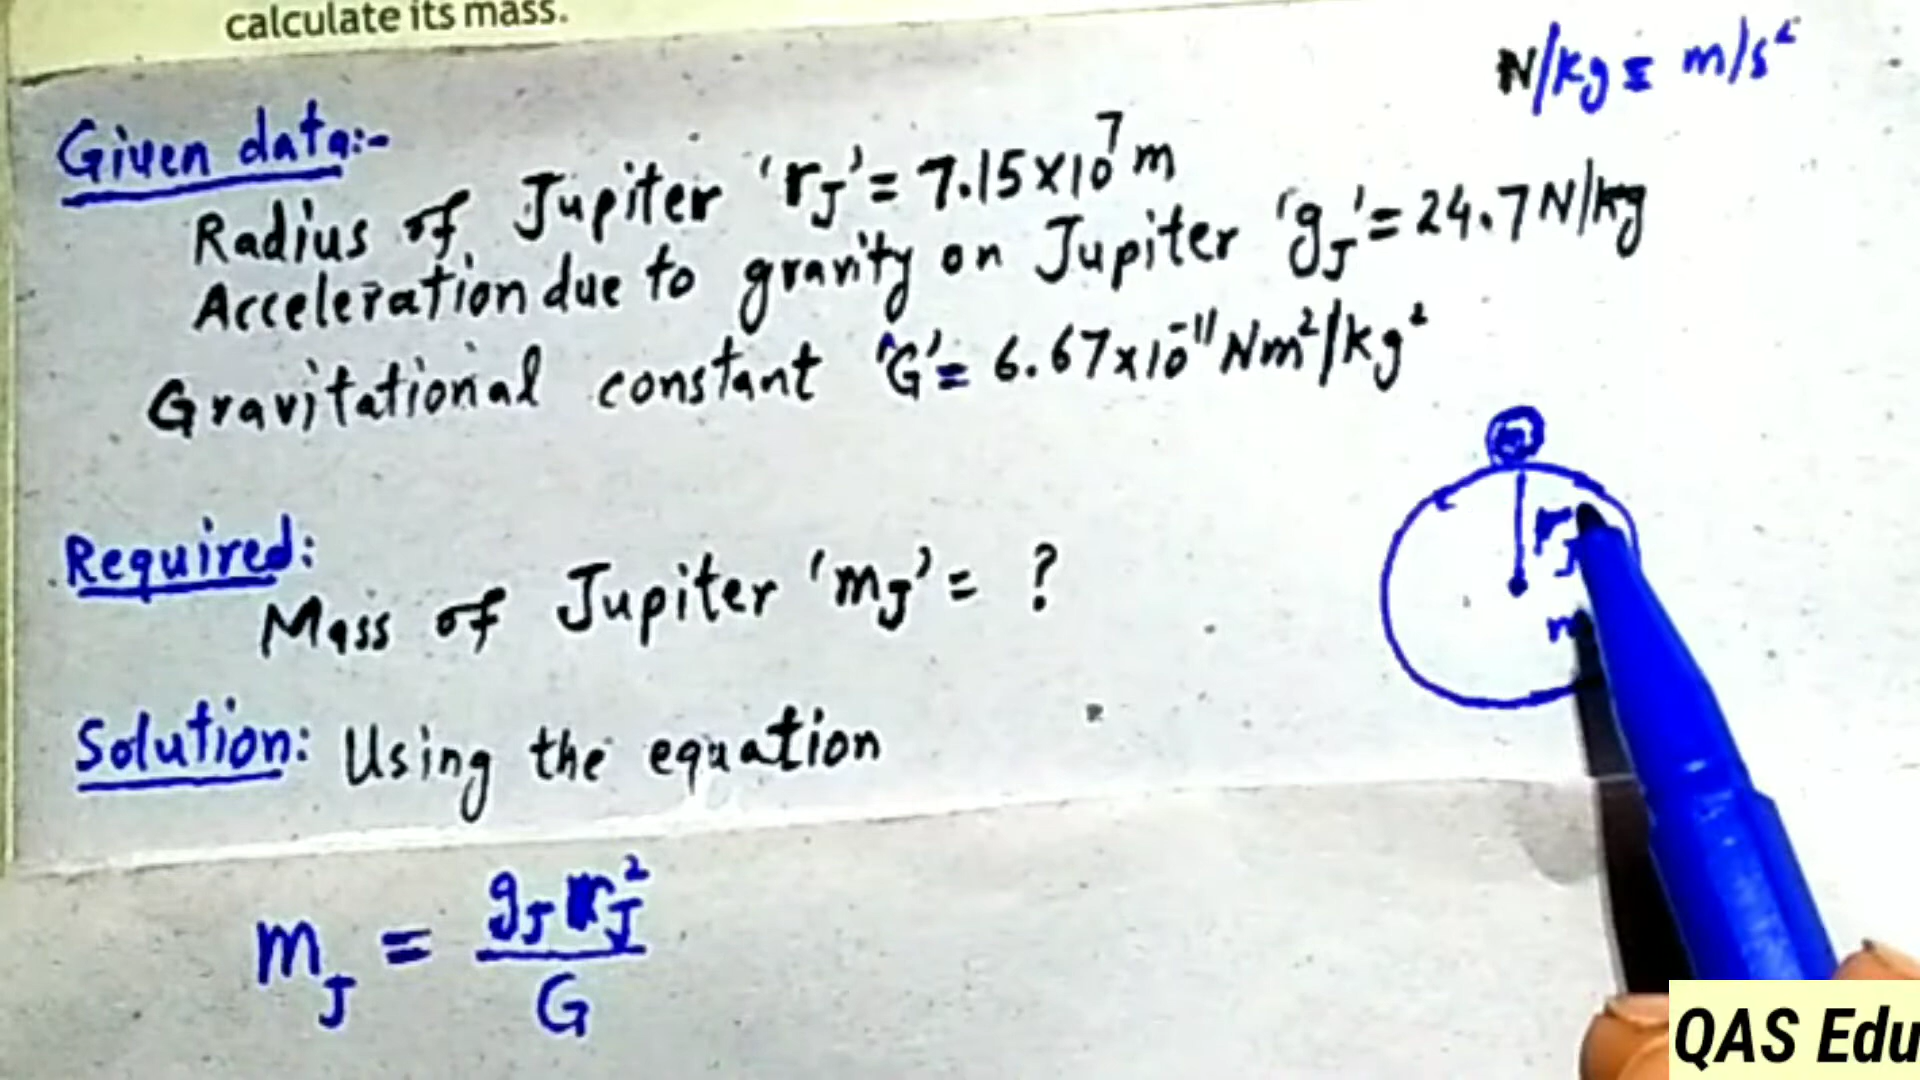 calculate its mass.
N/kg = m/s²
Given data:-
Radius of Jupiter 'rJ' = 7.15×10⁷ m
Acceleration due to gravity on Jupiter 'gJ' = 24.7 N/kg
Gravitational constant 'G' = 6.67×10⁻¹¹ Nm²/kg²
m
rJ
Required:
Mass of Jupiter 'mJ' = ?
Solution: Using the equation
mJ = gJ rJ²
G
QAS Edu